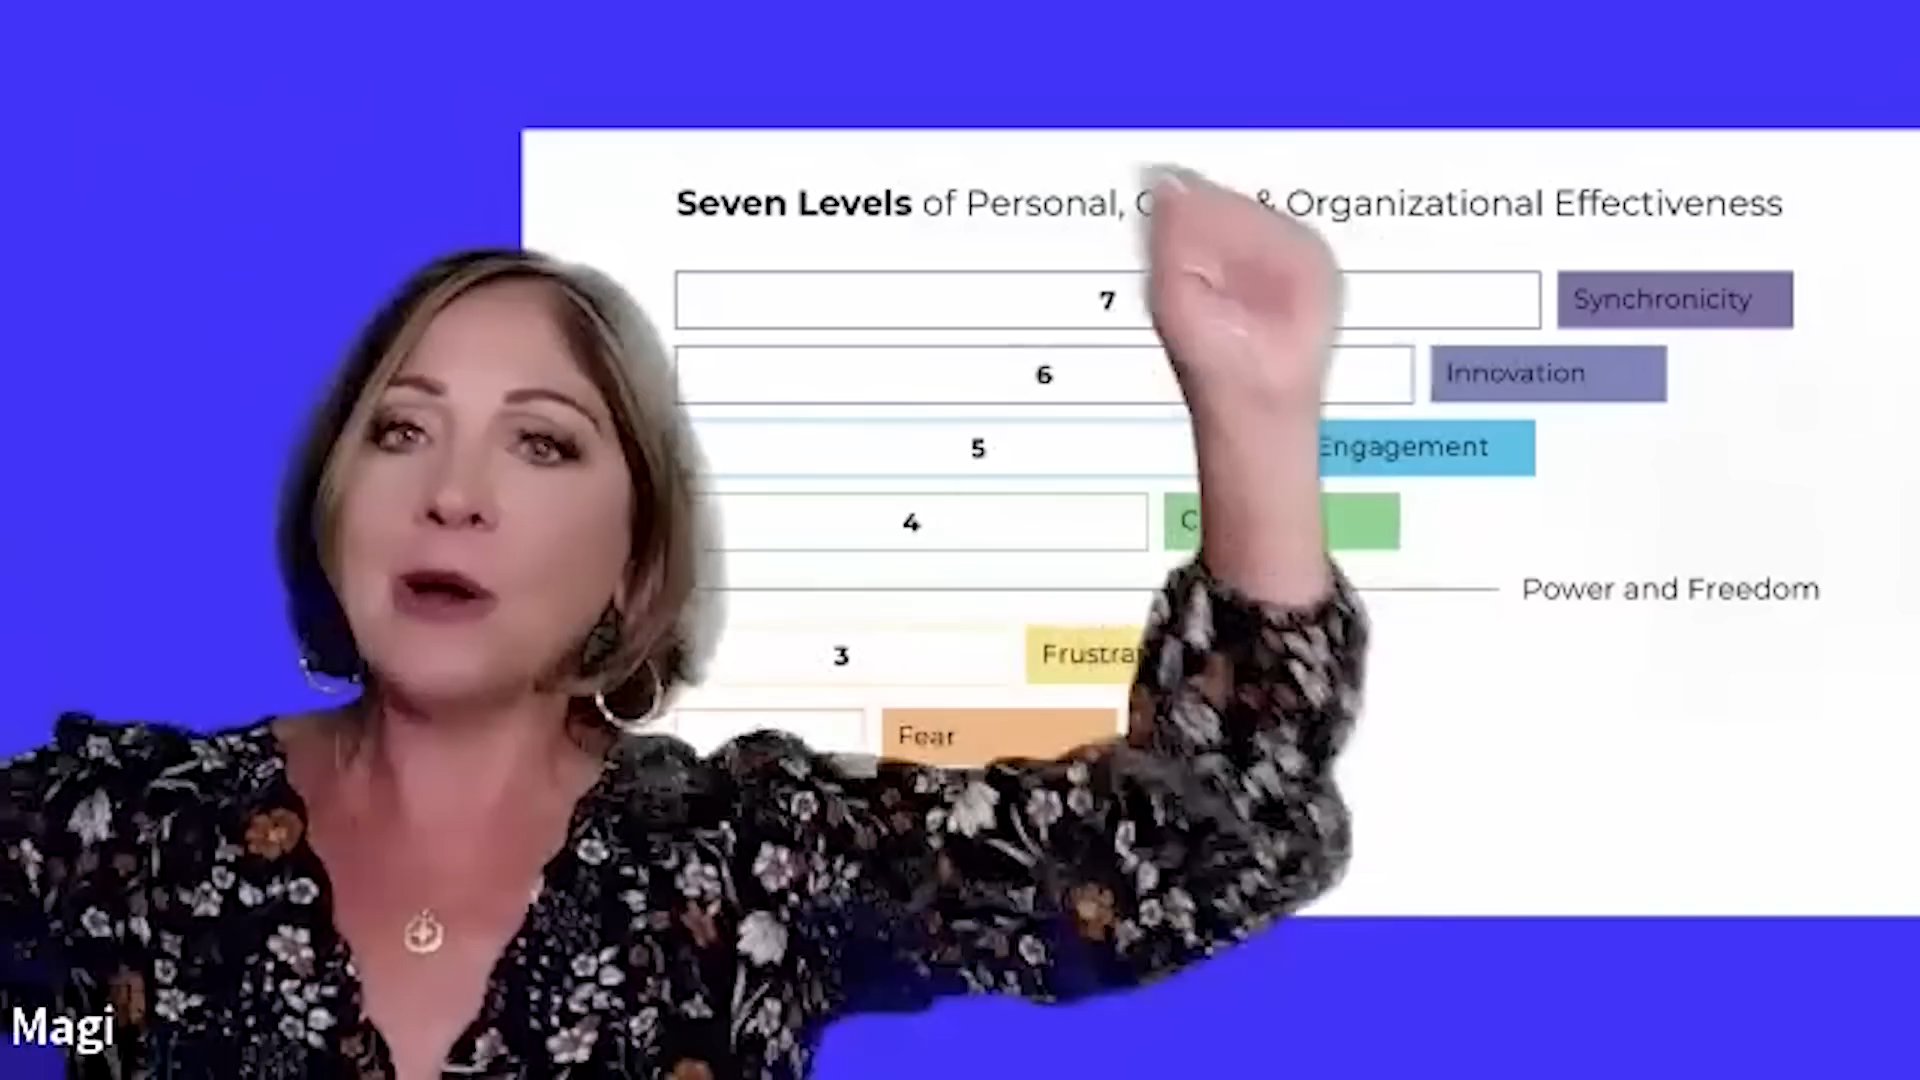 Seven Levels of Personal, & Organizational Effectiveness
7 Synchronicity
6 Innovation
5 Engagement
4
Power and Freedom
3
Fear
Magi